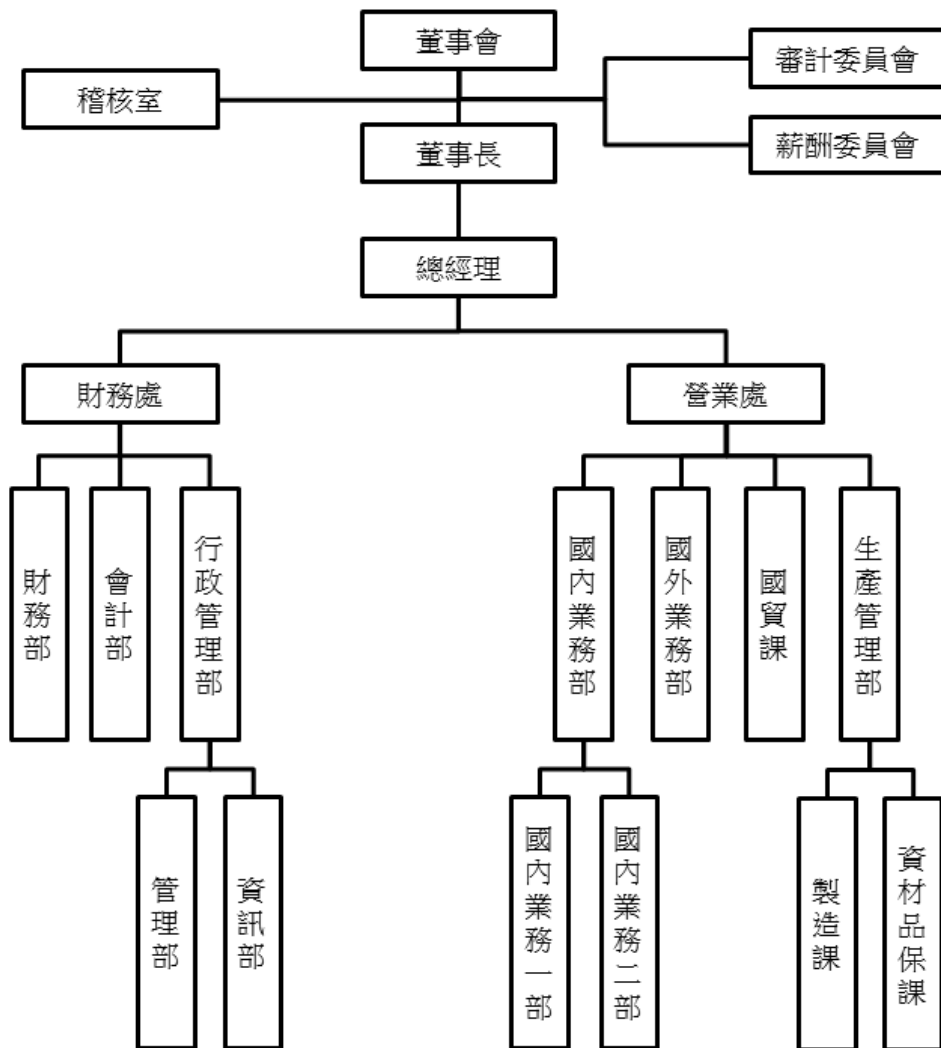 董事會
審計委員會
稽核室
董事長
薪酬委員會
總經理
財務處
營業處
財務部
會計部
行政管理部
國內業務部
國外業務部
國貿課
生產管理部
管理部
資訊部
國內業務一部
國內業務二部
製造課
資材品保課